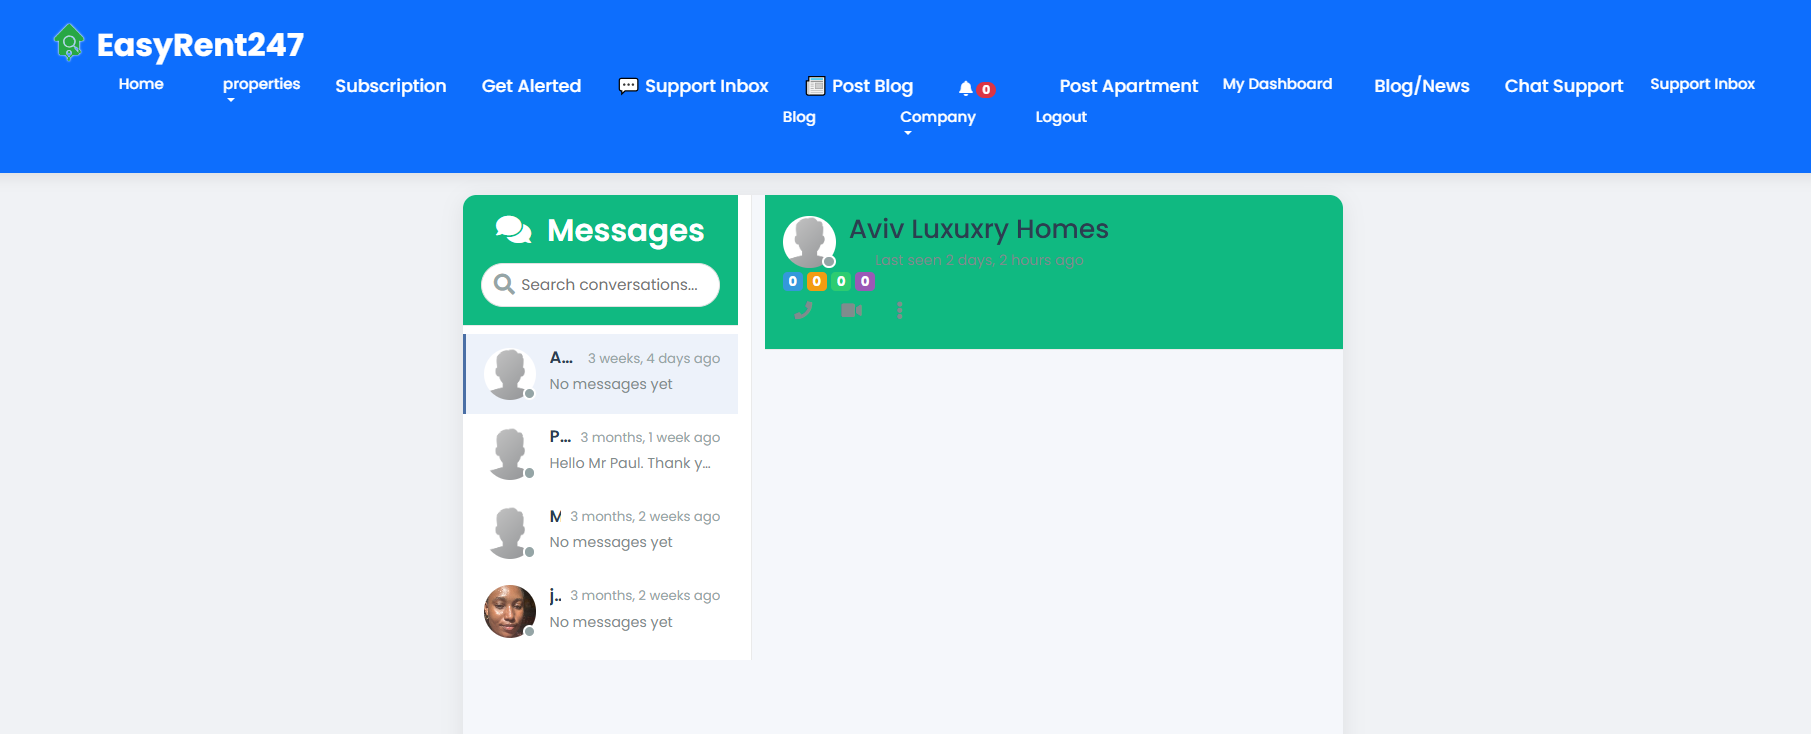 EasyRent247
Home properties Subscription Get Alerted Support Inbox Post Blog 0 Post Apartment My Dashboard Blog/News Chat Support Support Inbox
Blog Company Logout
Messages
Search conversations...
A... 3 weeks, 4 days ago
No messages yet
P... 3 months, 1 week ago
Hello Mr Paul. Thank y...
M 3 months, 2 weeks ago
No messages yet
j... 3 months, 2 weeks ago
No messages yet
Aviv Luxuxry Homes
Last seen 2 days, 2 hours ago
0 0 0 0